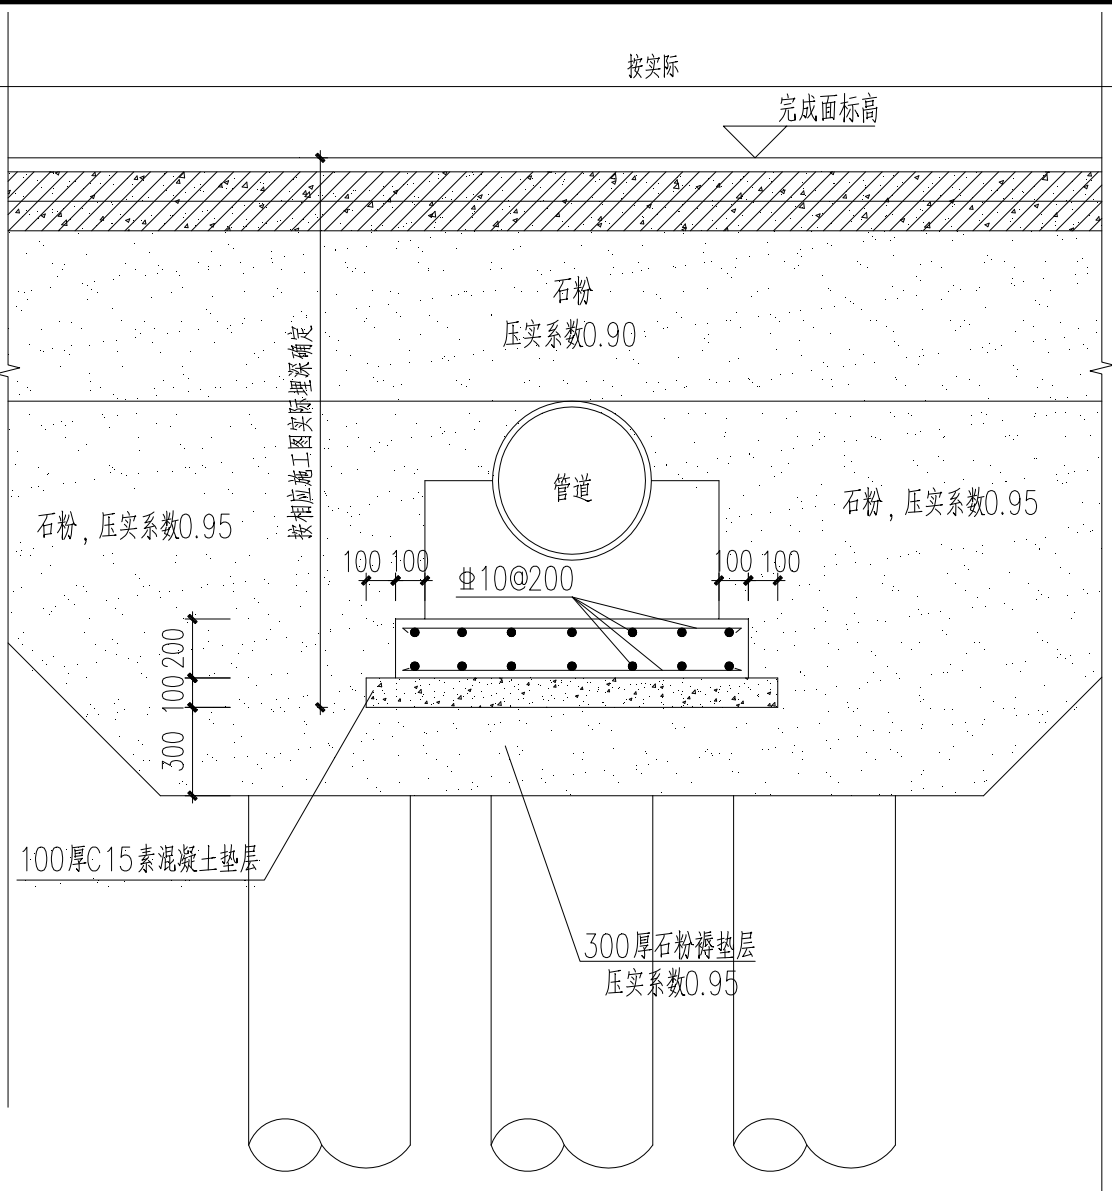 按实际
完成面标高
石粉
压实系数0.90
按相应施工图实际埋深确定
管道
石粉,压实系数0.95
石粉,压实系数0.95
100 100
100 100
⌽10@200
200
100
300
100厚C15素混凝土垫层
300厚石粉褥垫层
压实系数0.95